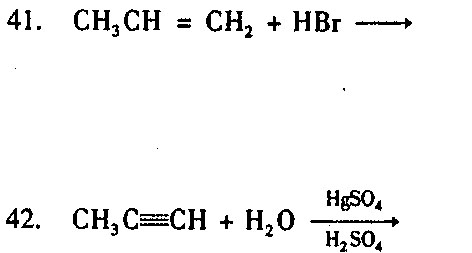 41. CH₃CH = CH₂ + HBr ⟶
42. CH₃C≡CH + H₂O ⟶ HgSO₄
H₂SO₄